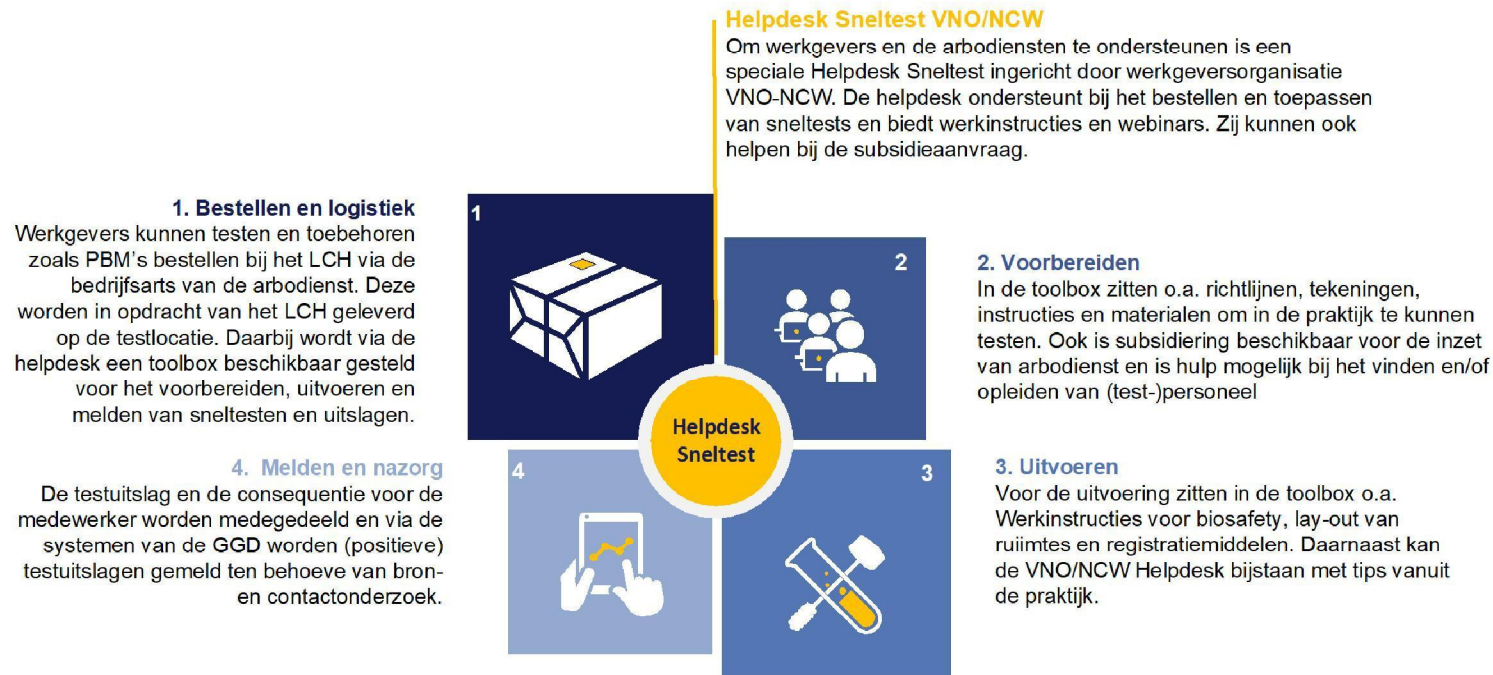 Helpdesk Sneltest VNO/NCW
Om werkgevers en de arbodiensten te ondersteunen is een
speciale Helpdesk Sneltest ingericht door werkgeversorganisatie
VNO-NCW. De helpdesk ondersteunt bij het bestellen en toepassen
van sneltests en biedt werkinstructies en webinars. Zij kunnen ook
helpen bij de subsidieaanvraag.
1. Bestellen en logistiek
Werkgevers kunnen testen en toebehoren
zoals PBM's bestellen bij het LCH via de
bedrijfsarts van de arbodienst. Deze
worden in opdracht van het LCH geleverd
op de testlocatie. Daarbij wordt via de
helpdesk een toolbox beschikbaar gesteld
voor het voorbereiden, uitvoeren en
melden van sneltesten en uitslagen.
1
2
2. Voorbereiden
In de toolbox zitten o.a. richtlijnen, tekeningen,
instructies en materialen om in de praktijk te kunnen
testen. Ook is subsidiering beschikbaar voor de inzet
van arbodienst en is hulp mogelijk bij het vinden en/of
opleiden van (test-)personeel
Helpdesk
Sneltest
3
3. Uitvoeren
Voor de uitvoering zitten in de toolbox o.a.
Werkinstructies voor biosafety, lay-out van
ruiimtes en registratiemiddelen. Daarnaast kan
de VNO/NCW Helpdesk bijstaan met tips vanuit
de praktijk.
4. Melden en nazorg
De testuitslag en de consequentie voor de
medewerker worden medegedeeld en via de
systemen van de GGD worden (positieve)
testuitslagen gemeld ten behoeve van bron-
en contactonderzoek.
4